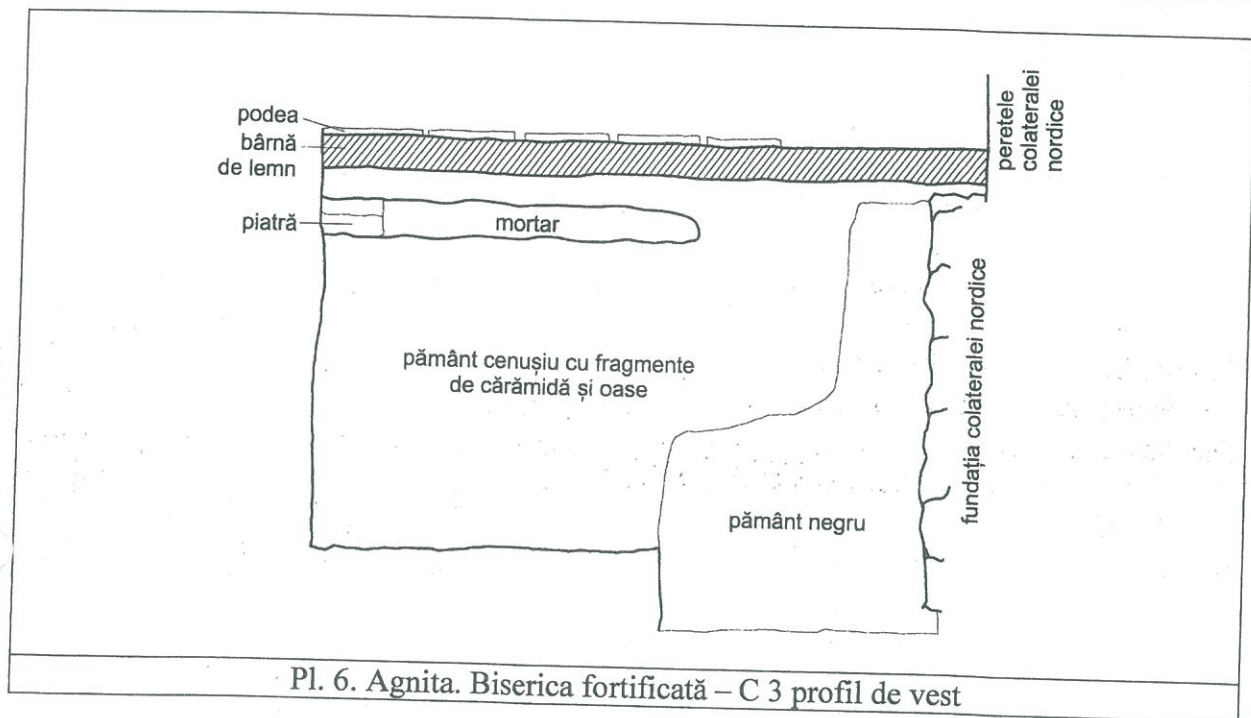 podea
bârnă
de lemn
piatră
mortar
peretele
colateralei
nordice
pământ cenușiu cu fragmente
de cărămidă și oase
pământ negru
fundația colateralei nordice
Pl. 6. Agnita. Biserica fortificată – C 3 profil de vest